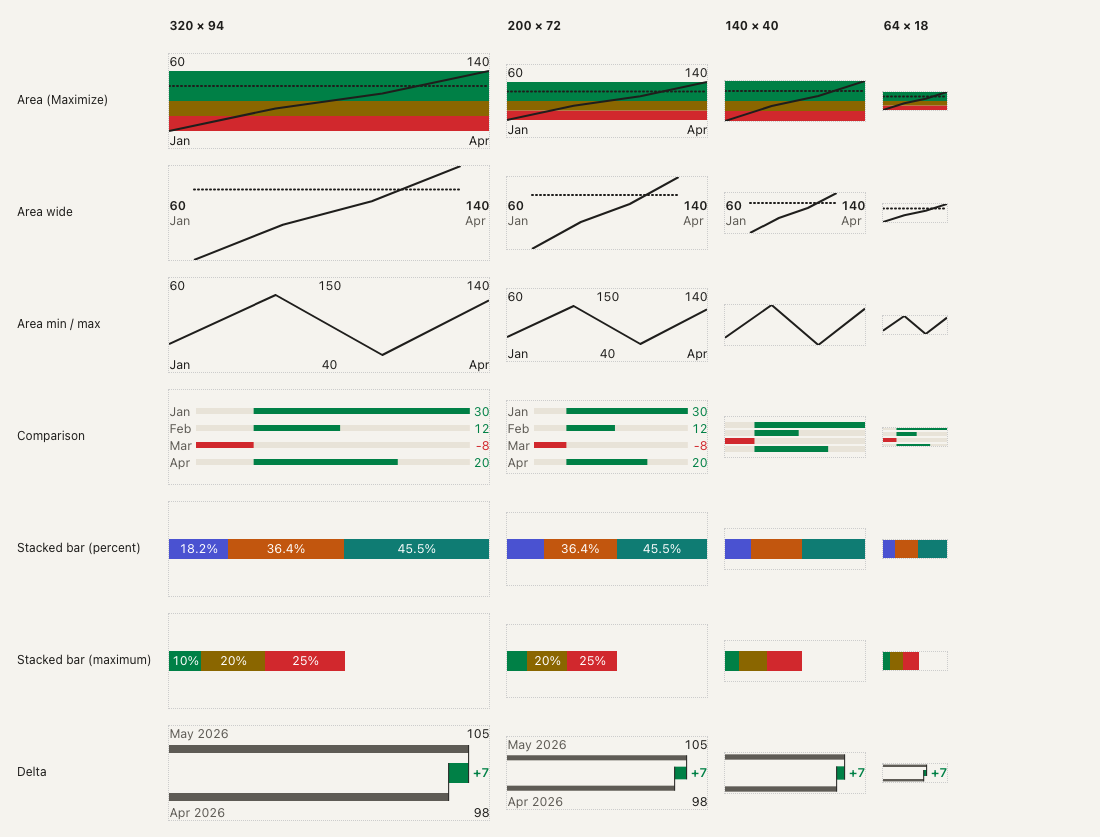 320 × 94 200 × 72 140 × 40 64 × 18
60 140 60 140
Area (Maximize)
Jan Apr Jan Apr
Area wide
60 140 60 140 60 140
Jan Apr Jan Apr Jan Apr
60 150 140 60 150 140
Area min / max
Jan 40 Apr Jan 40 Apr
Jan 30 Jan 30
Feb 12 Feb 12
Comparison
Mar -8 Mar -8
Apr 20 Apr 20
Stacked bar (percent) 18.2% 36.4% 45.5% 36.4% 45.5%
Stacked bar (maximum) 10% 20% 25% 20% 25%
May 2026 105 May 2026 105
Delta +7 +7 +7 +7
Apr 2026 98 Apr 2026 98